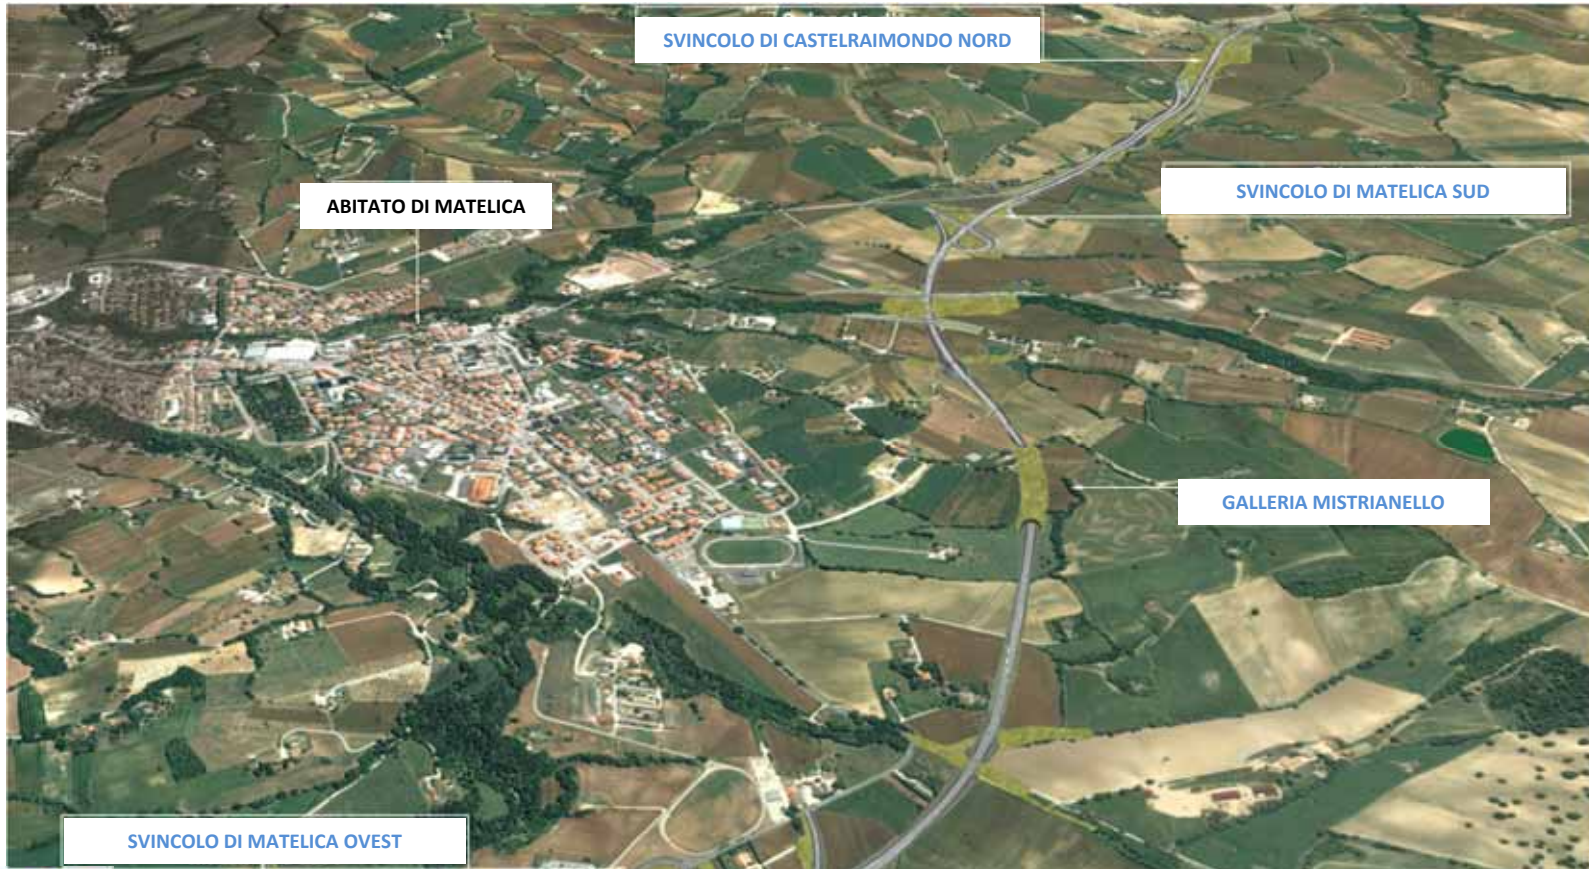 SVINCOLO DI CASTELRAIMONDO NORD
SVINCOLO DI MATELICA SUD
ABITATO DI MATELICA
GALLERIA MISTRIANELLO
SVINCOLO DI MATELICA OVEST